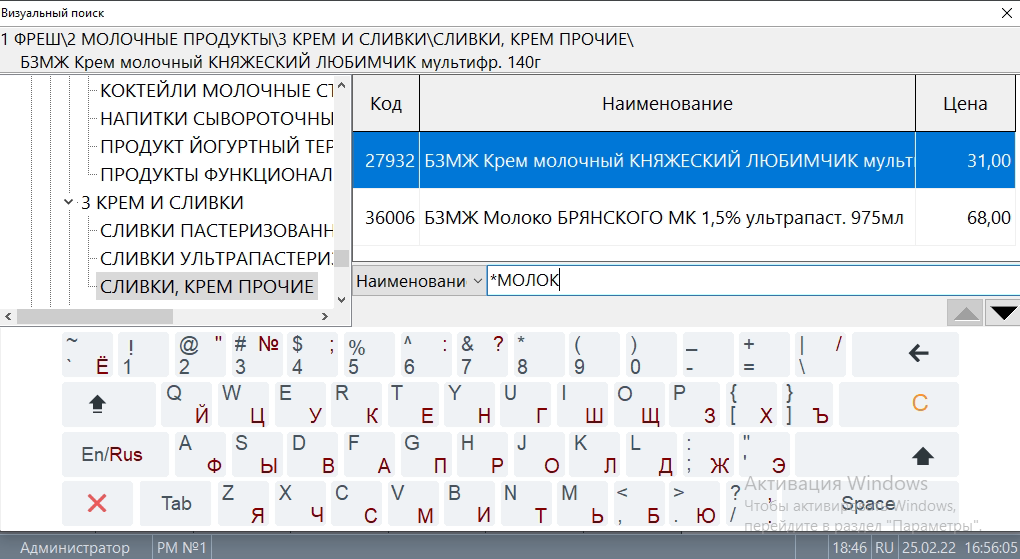 Визуальный поиск
1 ФРЕШ\2 МОЛОЧНЫЕ ПРОДУКТЫ\3 КРЕМ И СЛИВКИ\СЛИВКИ, КРЕМ ПРОЧИЕ\
БЗМЖ Крем молочный КНЯЖЕСКИЙ ЛЮБИМЧИК мультифр. 140г
КОКТЕЙЛИ МОЛОЧНЫЕ СТ
НАПИТКИ СЫВОРОТОЧНЫ
ПРОДУКТ ЙОГУРТНЫЙ ТЕР
ПРОДУКТЫ ФУНКЦИОНАЛ
3 КРЕМ И СЛИВКИ
СЛИВКИ ПАСТЕРИЗОВАНН
СЛИВКИ УЛЬТРАПАСТЕРИЗ
СЛИВКИ, КРЕМ ПРОЧИЕ
Код Наименование Цена
27932 БЗМЖ Крем молочный КНЯЖЕСКИЙ ЛЮБИМЧИК мульт 31,00
36006 БЗМЖ Молоко БРЯНСКОГО МК 1,5% ультрапаст. 975мл 68,00
Наименовани *МОЛОК
~ ! @ " # № $ ; % ^ : & ? * ( ) _ + | /
` Ё 1 2 3 4 5 6 7 8 9 0 - = \
Q W E R T Y U I O P { }
Й Ц У К Е Н Г Ш Щ З [ Х ] Ъ C
En/Rus A S D F G H J K L : "
Ф Ы В А П Р О Л Д ; Ж ' Э
Tab Z X C V B N M < > ? , Space
Я Ч С М И Т Ь , Б . Ю /
Активация Windows
Чтобы активировать Windows,
перейдите в раздел "Параметры".
Администратор РМ №1 18:46 RU 25.02.22 16:56:05